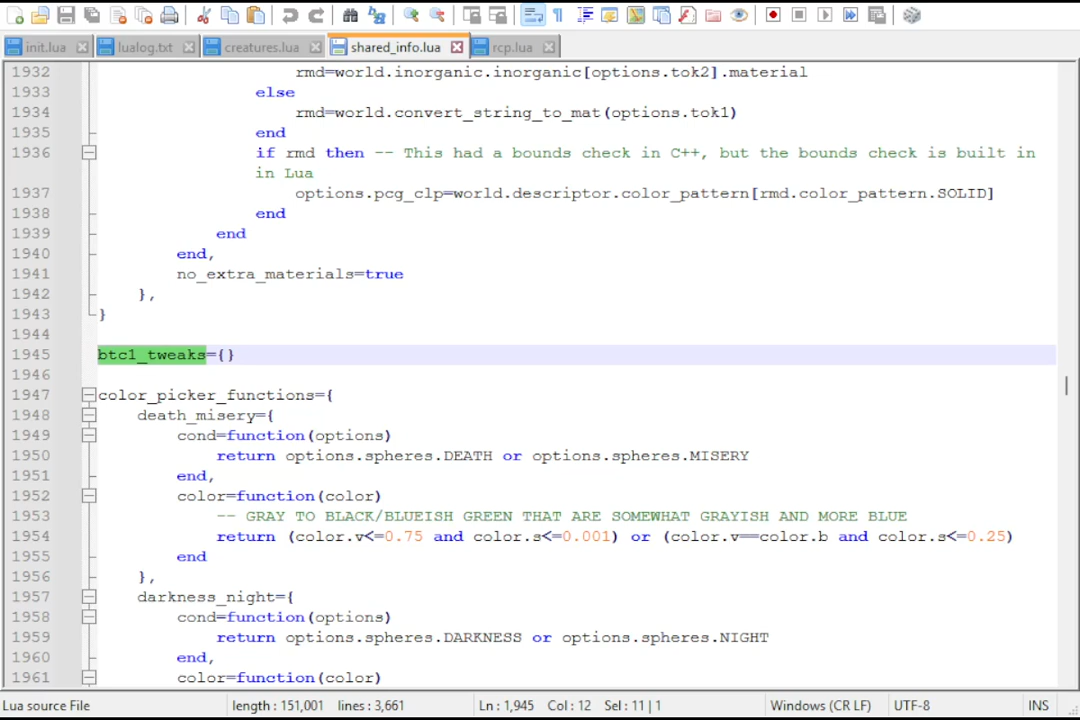 init.lua lualog.txt creatures.lua shared_info.lua rcp.lua
1932 rmd=world.inorganic.inorganic[options.tok2].material
1933 else
1934 rmd=world.convert_string_to_mat(options.tok1)
1935 end
1936 if rmd then -- This had a bounds check in C++, but the bounds check is built in
in Lua
1937 options.pcg_clp=world.descriptor.color_pattern[rmd.color_pattern.SOLID]
1938 end
1939 end
1940 end,
1941 no_extra_materials=true
1942 },
1943 }
1944
1945 btc1_tweaks={}
1946
1947 color_picker_functions={
1948 death_misery={
1949 cond=function(options)
1950 return options.spheres.DEATH or options.spheres.MISERY
1951 end,
1952 color=function(color)
1953 -- GRAY TO BLACK/BLUEISH GREEN THAT ARE SOMEWHAT GRAYISH AND MORE BLUE
1954 return (color.v<=0.75 and color.s<=0.001) or (color.v==color.b and color.s<=0.25)
1955 end
1956 },
1957 darkness_night={
1958 cond=function(options)
1959 return options.spheres.DARKNESS or options.spheres.NIGHT
1960 end,
1961 color=function(color)
Lua source File length : 151,001 lines : 3,661 Ln : 1,945 Col : 12 Sel : 11 | 1 Windows (CR LF) UTF-8 INS